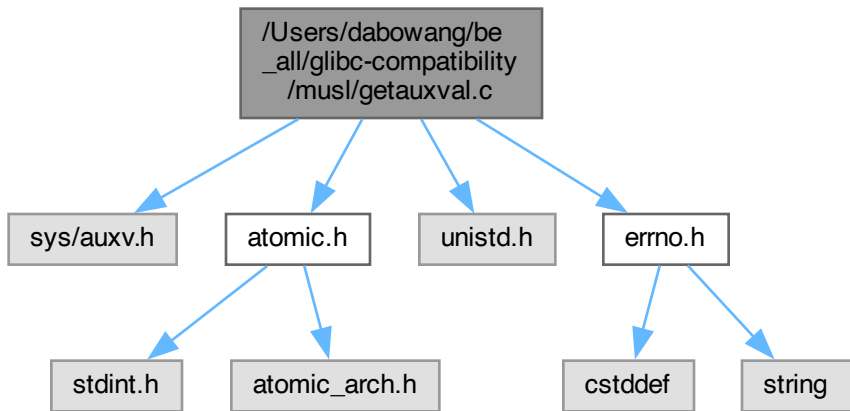 /Users/dabowang/be
_all/glibc-compatibility
/musl/getauxval.c
sys/auxv.h
atomic.h
unistd.h
errno.h
stdint.h
atomic_arch.h
cstddef
string